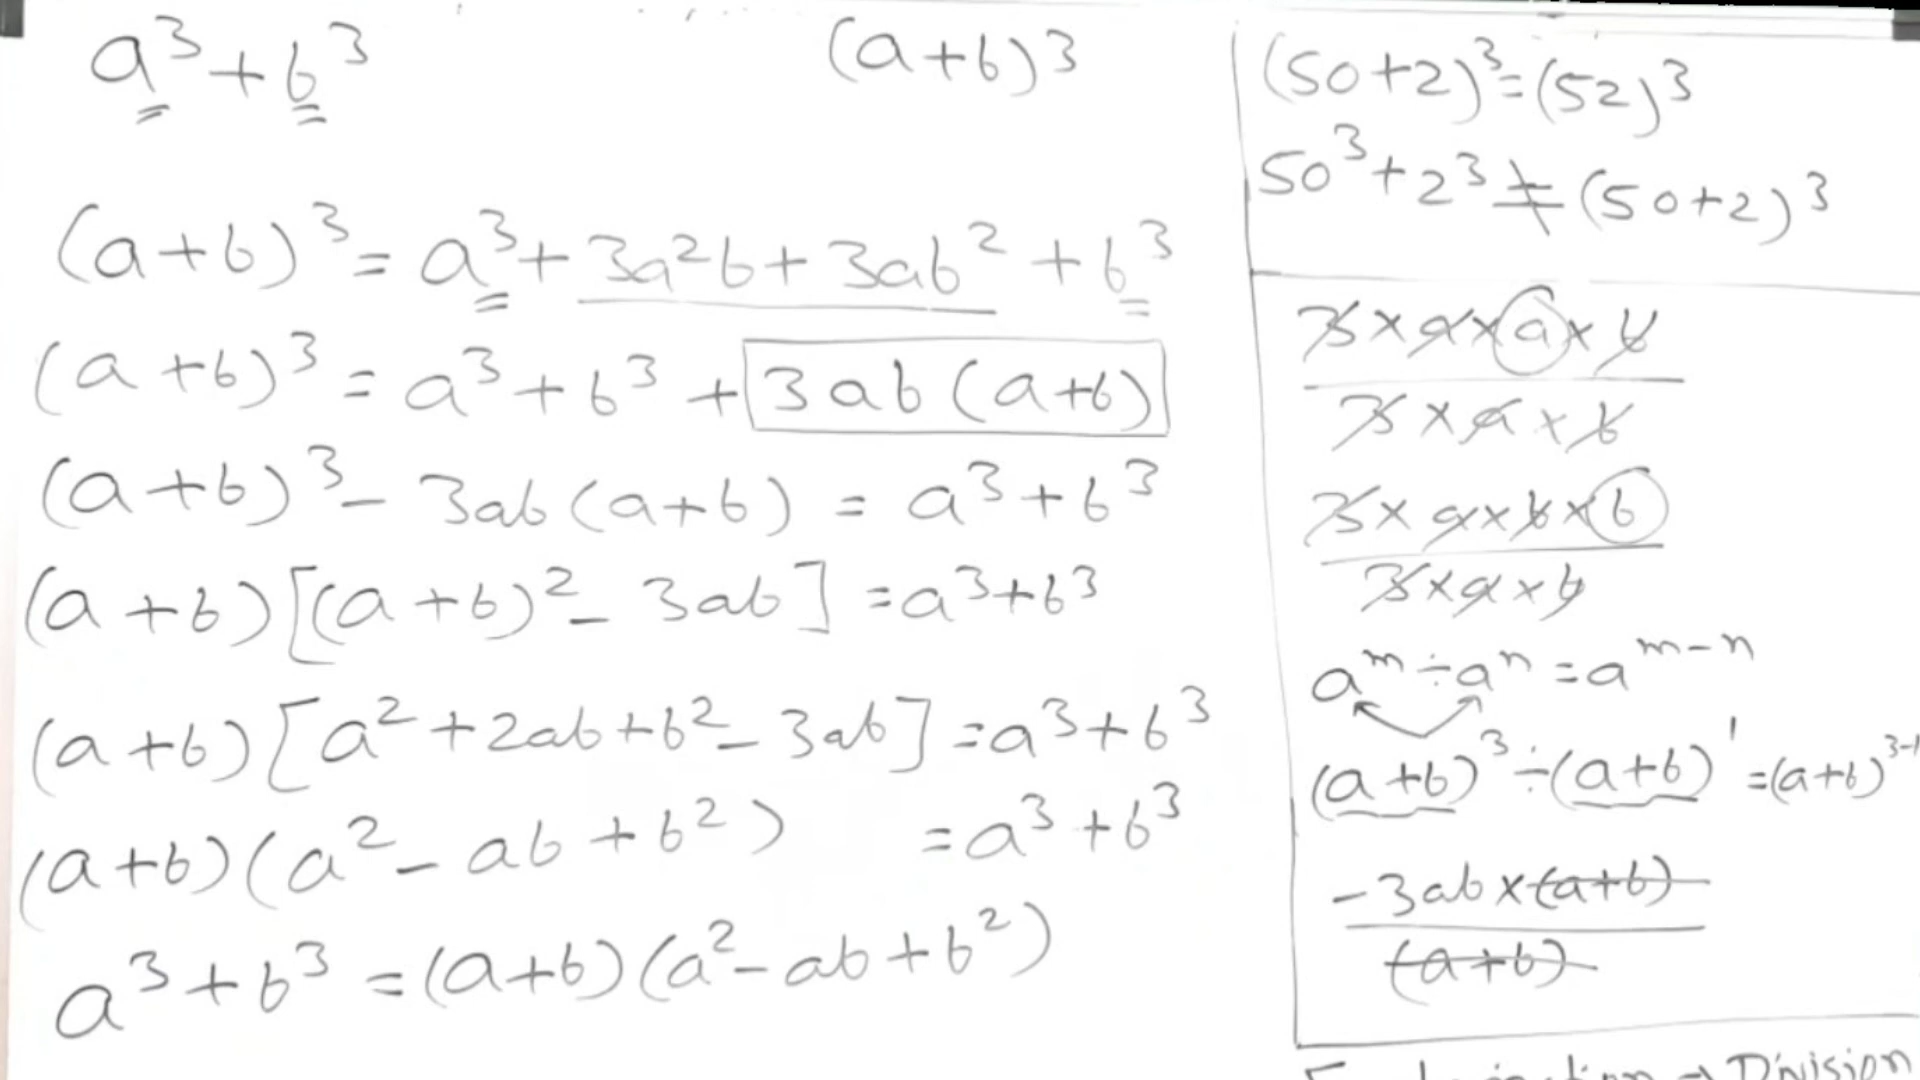 a³+b³
(a+b)³
(a+b)³= a³+3a²b+3ab²+b³
(a+b)³ = a³+b³+3ab(a+b)
(a+b)³- 3ab(a+b) = a³+b³
(a+b)[(a+b)²- 3ab] =a³+b³
(a+b)[a²+2ab+b²- 3ab] =a³+b³
(a+b)(a²- ab+b²) =a³+b³
a³+b³ =(a+b)(a²- ab+b²)
(50+2)³=(52)³
50³+2³≠(50+2)³
3×a×a×b
3×a×b
3×a×b×b
3×a×b
aᵐ÷aⁿ=aᵐ⁻ⁿ
(a+b)³÷(a+b)¹=(a+b)³⁻¹
-3ab×(a+b)
(a+b)
→ Division